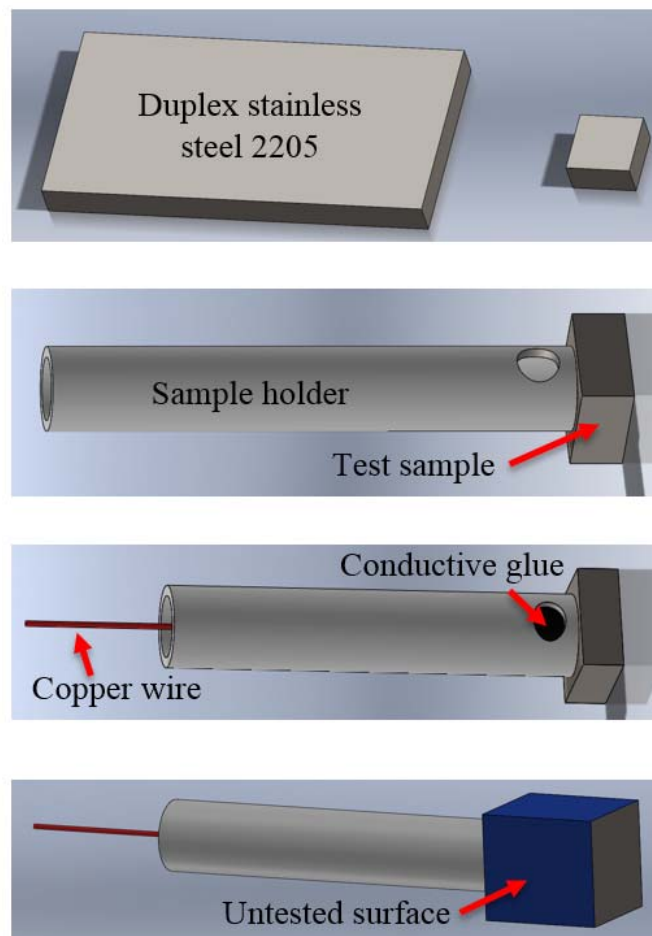 Duplex stainless
steel 2205
Sample holder
Test sample
Conductive glue
Copper wire
Untested surface